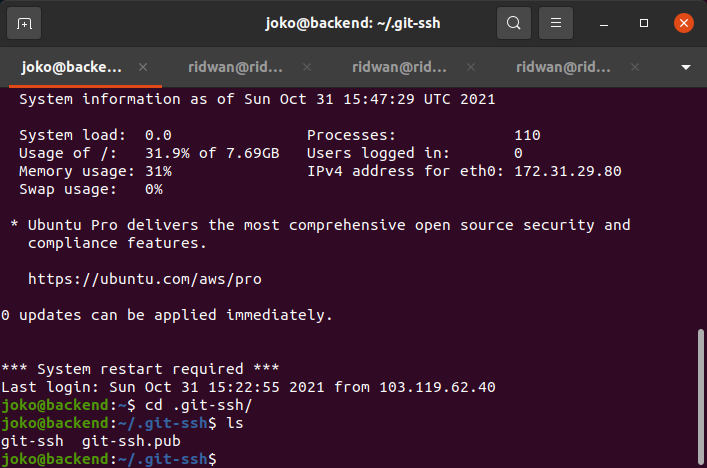 joko@backend: ~/.git-ssh
joko@backe... × ridwan@rid... × ridwan@rid... × ridwan@rid... ×
System information as of Sun Oct 31 15:47:29 UTC 2021
System load: 0.0 Processes: 110
Usage of /: 31.9% of 7.69GB Users logged in: 0
Memory usage: 31% IPv4 address for eth0: 172.31.29.80
Swap usage: 0%
* Ubuntu Pro delivers the most comprehensive open source security and
compliance features.
https://ubuntu.com/aws/pro
0 updates can be applied immediately.
*** System restart required ***
Last login: Sun Oct 31 15:22:55 2021 from 103.119.62.40
joko@backend:~$ cd .git-ssh/
joko@backend:~/.git-ssh$ ls
git-ssh git-ssh.pub
joko@backend:~/.git-ssh$